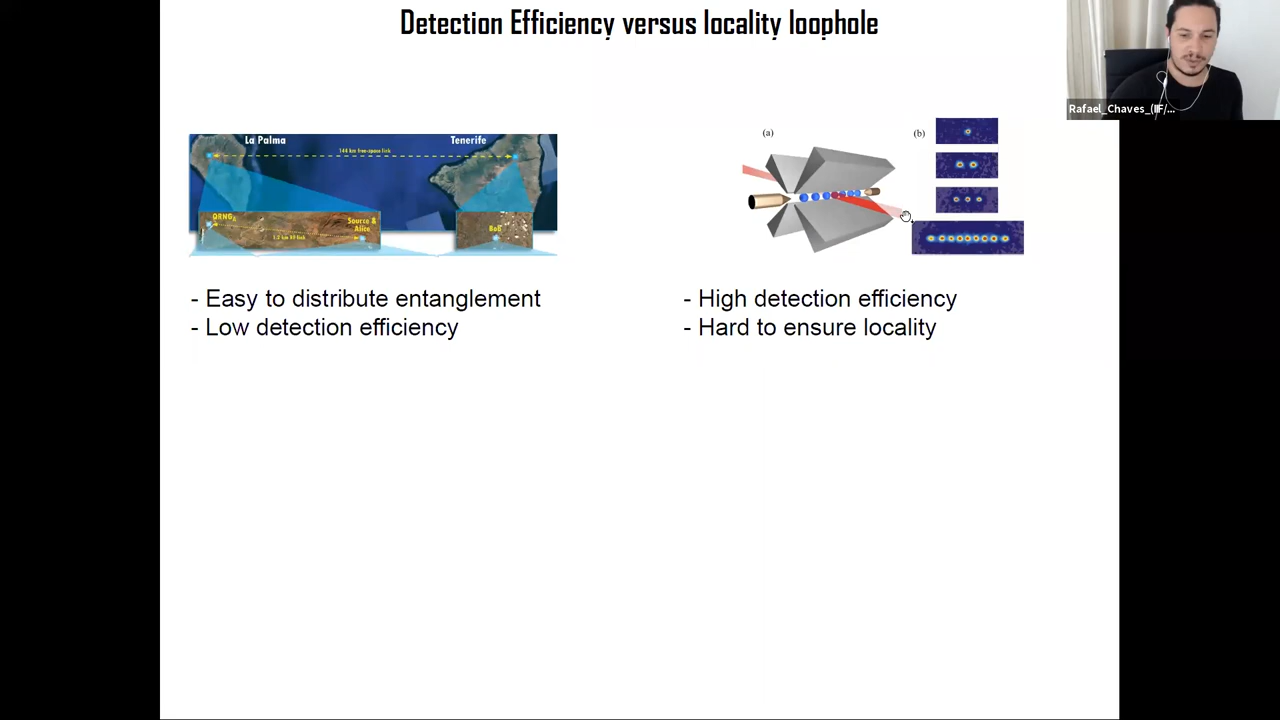 Detection Efficiency versus locality loophole
Rafael_Chaves_(IIF/...
La Palma
Tenerife
144 km free-space link
QRNG
Source &
Alice
1.2 km RF link
Bob
(a)
(b)
- Easy to distribute entanglement
- Low detection efficiency
- High detection efficiency
- Hard to ensure locality